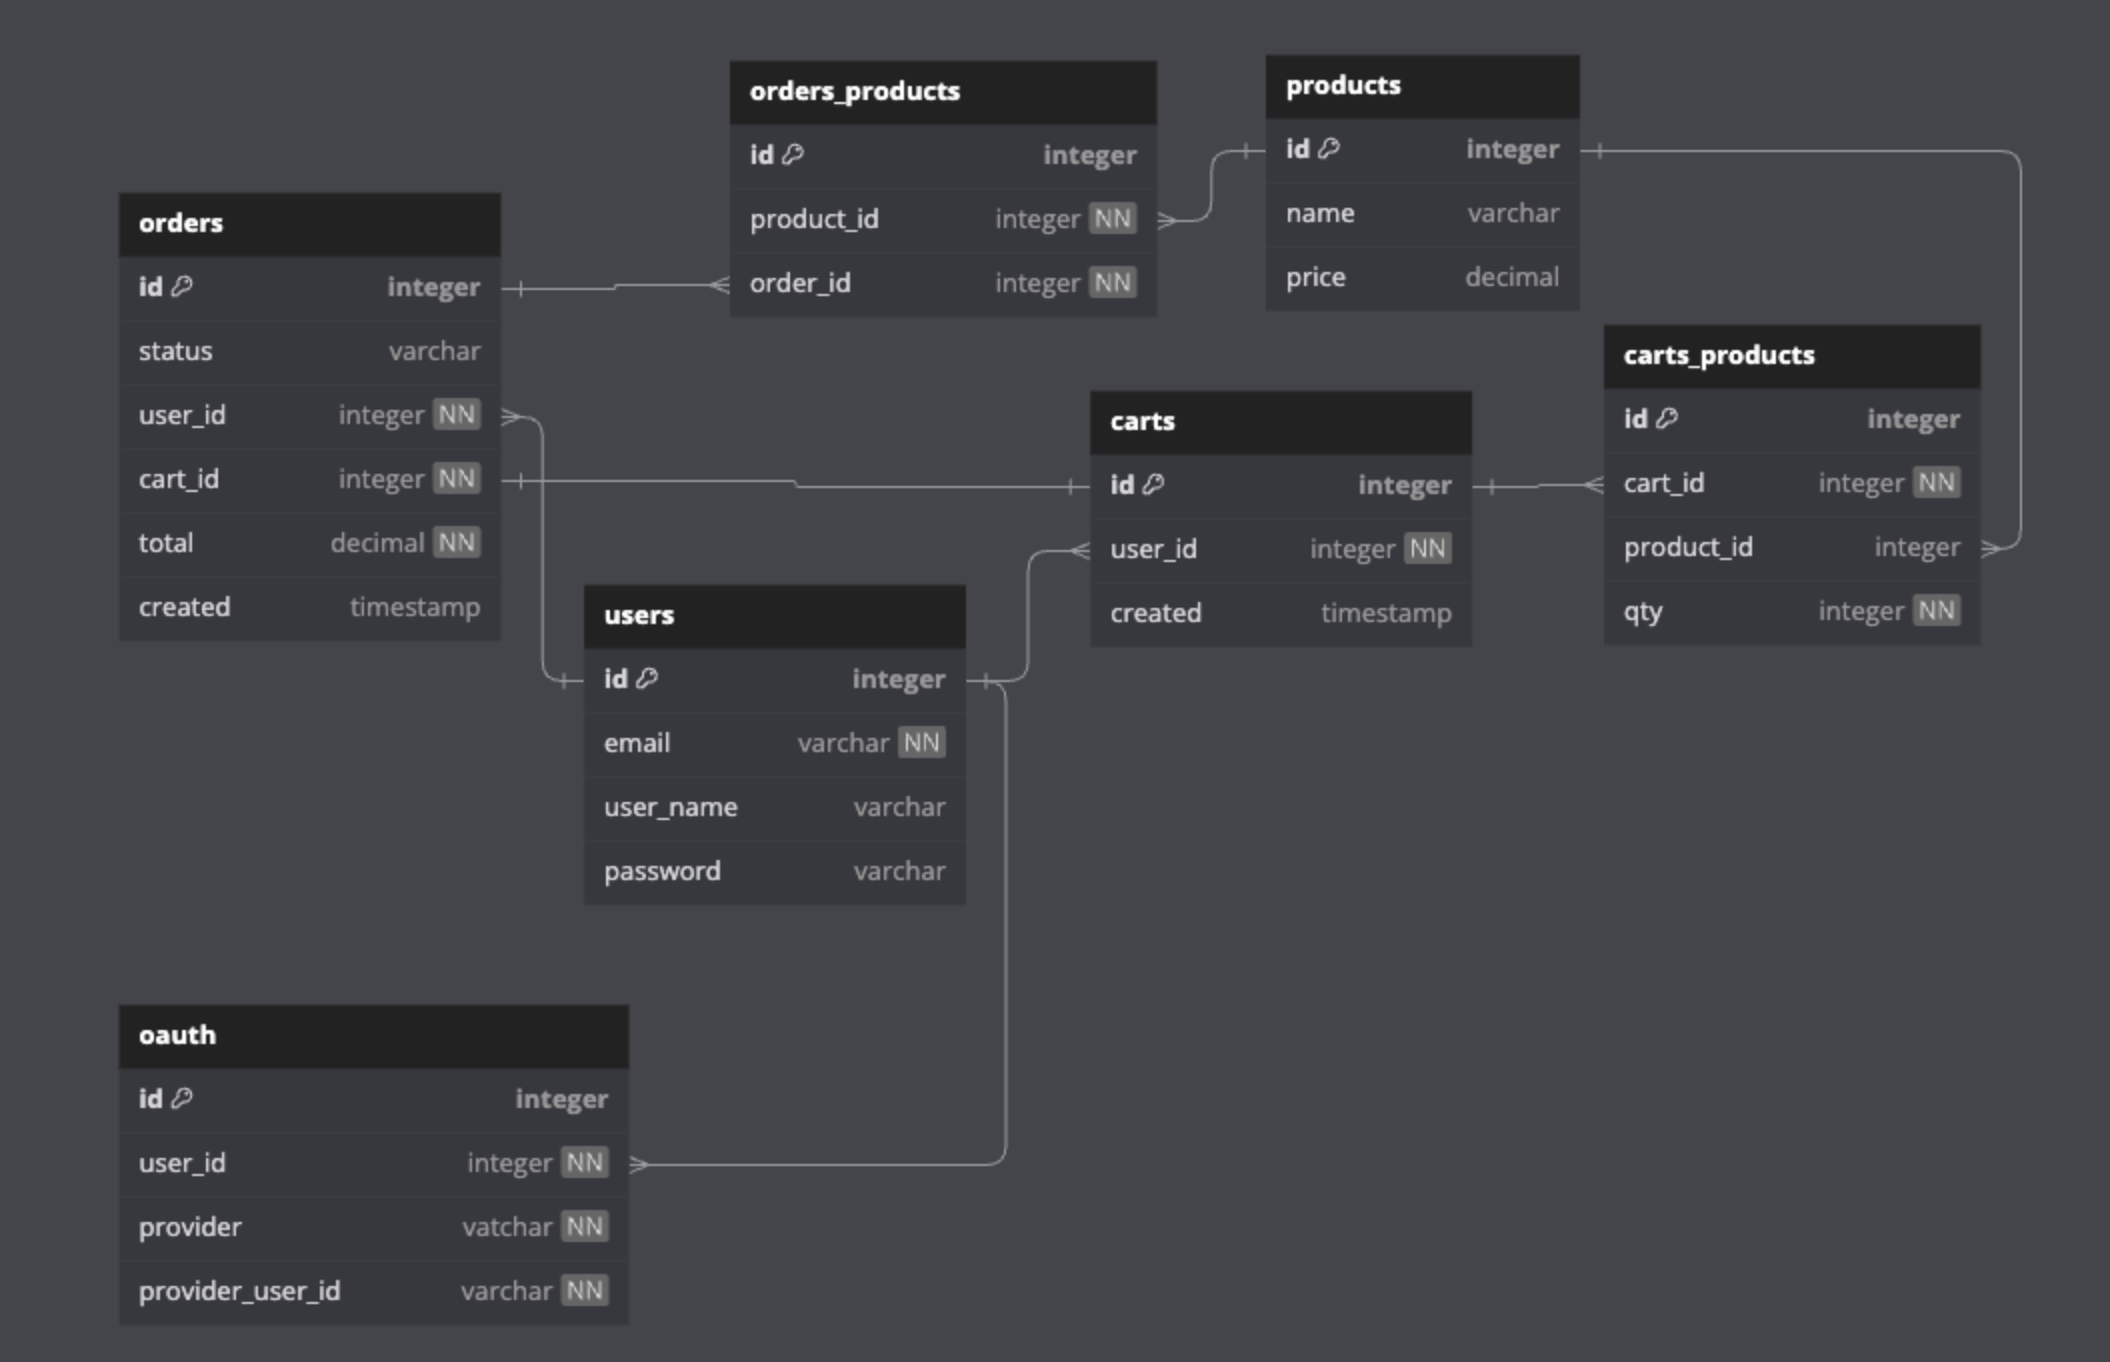 orders_products
id integer
product_id integer NN
order_id integer NN
products
id integer
name varchar
price decimal
orders
id integer
status varchar
user_id integer NN
cart_id integer NN
total decimal NN
created timestamp
carts_products
id integer
cart_id integer NN
product_id integer
qty integer NN
carts
id integer
user_id integer NN
created timestamp
users
id integer
email varchar NN
user_name varchar
password varchar
oauth
id integer
user_id integer NN
provider vatchar NN
provider_user_id varchar NN